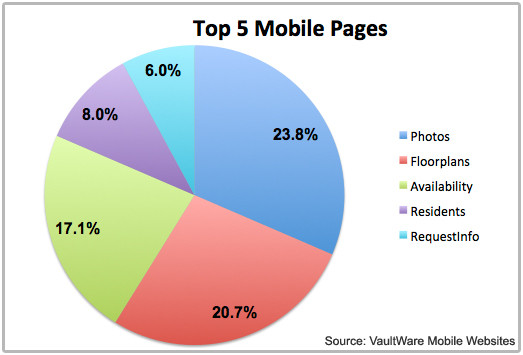 Top 5 Mobile Pages
6.0%
23.8%
8.0%
17.1%
20.7%
Photos
Floorplans
Availability
Residents
RequestInfo
Source: VaultWare Mobile Websites